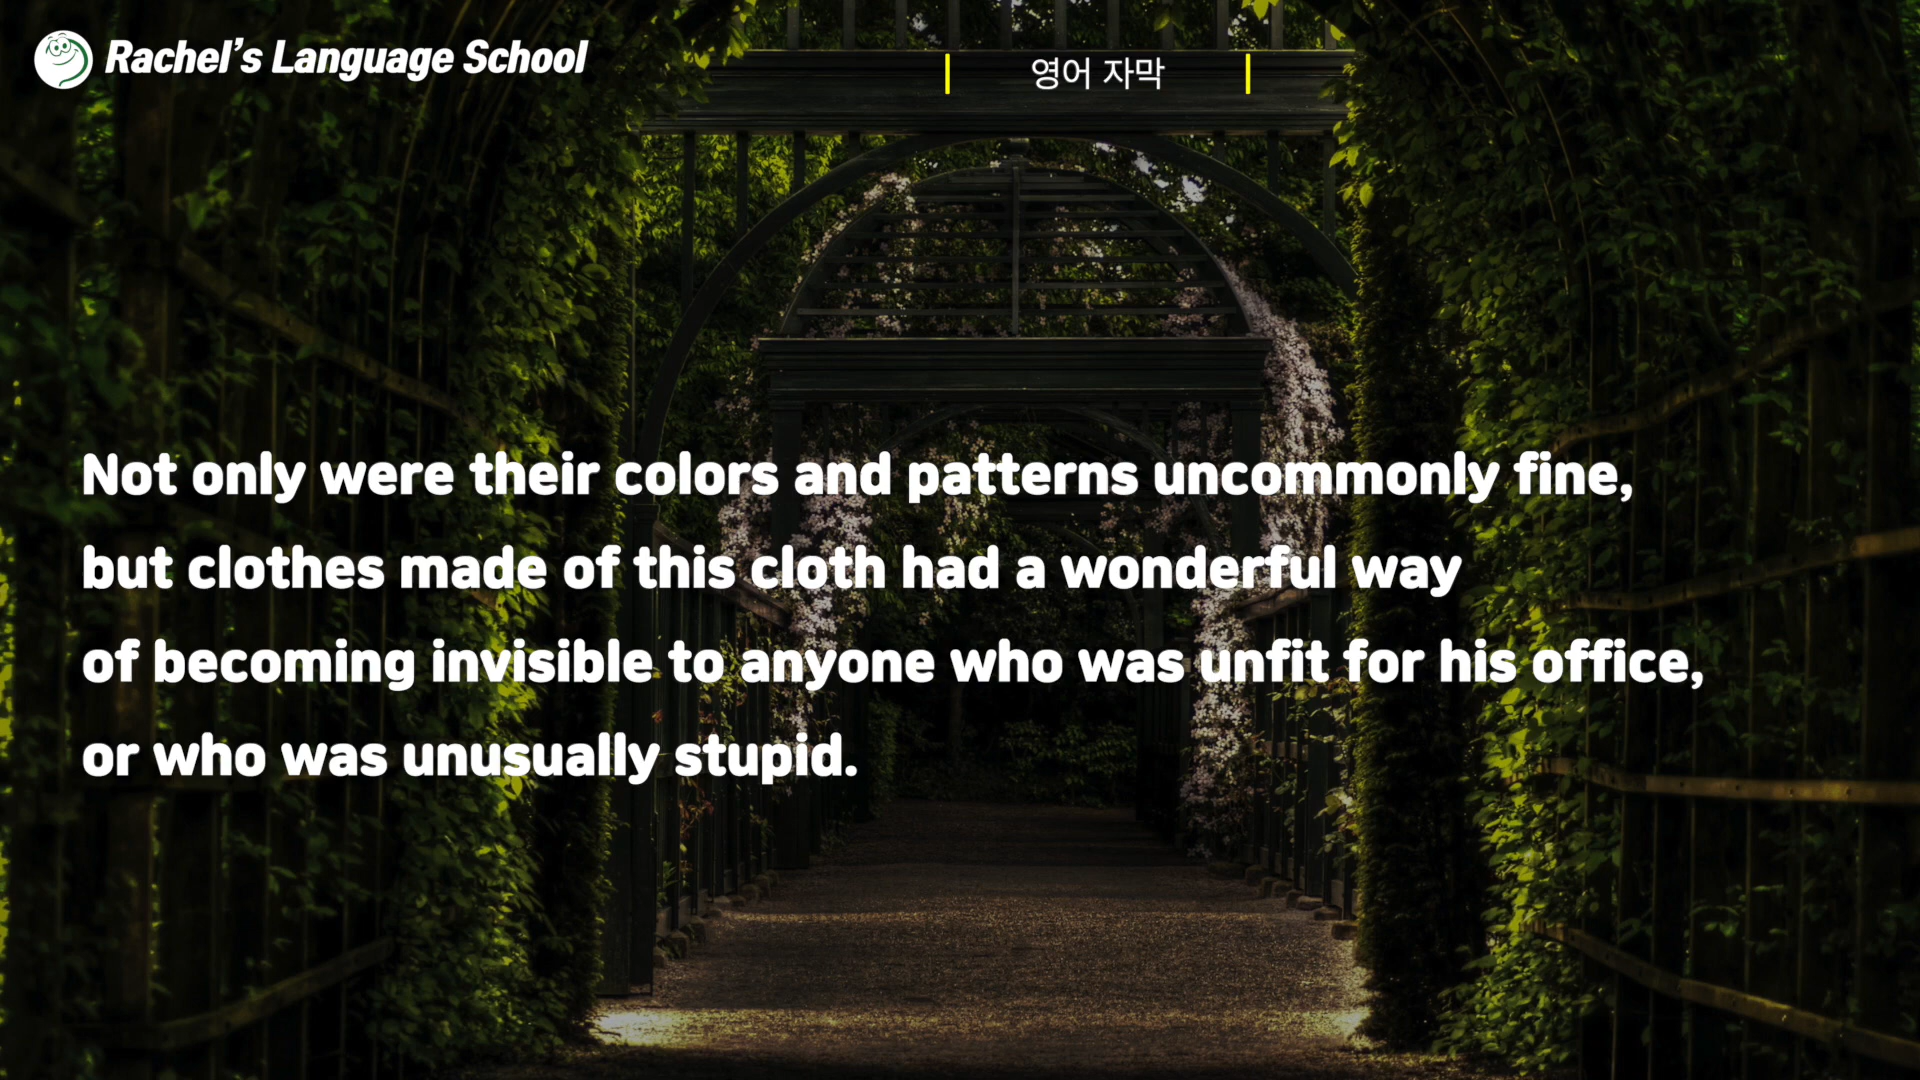 Rachel's Language School
영어 자막
Not only were their colors and patterns uncommonly fine,
but clothes made of this cloth had a wonderful way
of becoming invisible to anyone who was unfit for his office,
or who was unusually stupid.